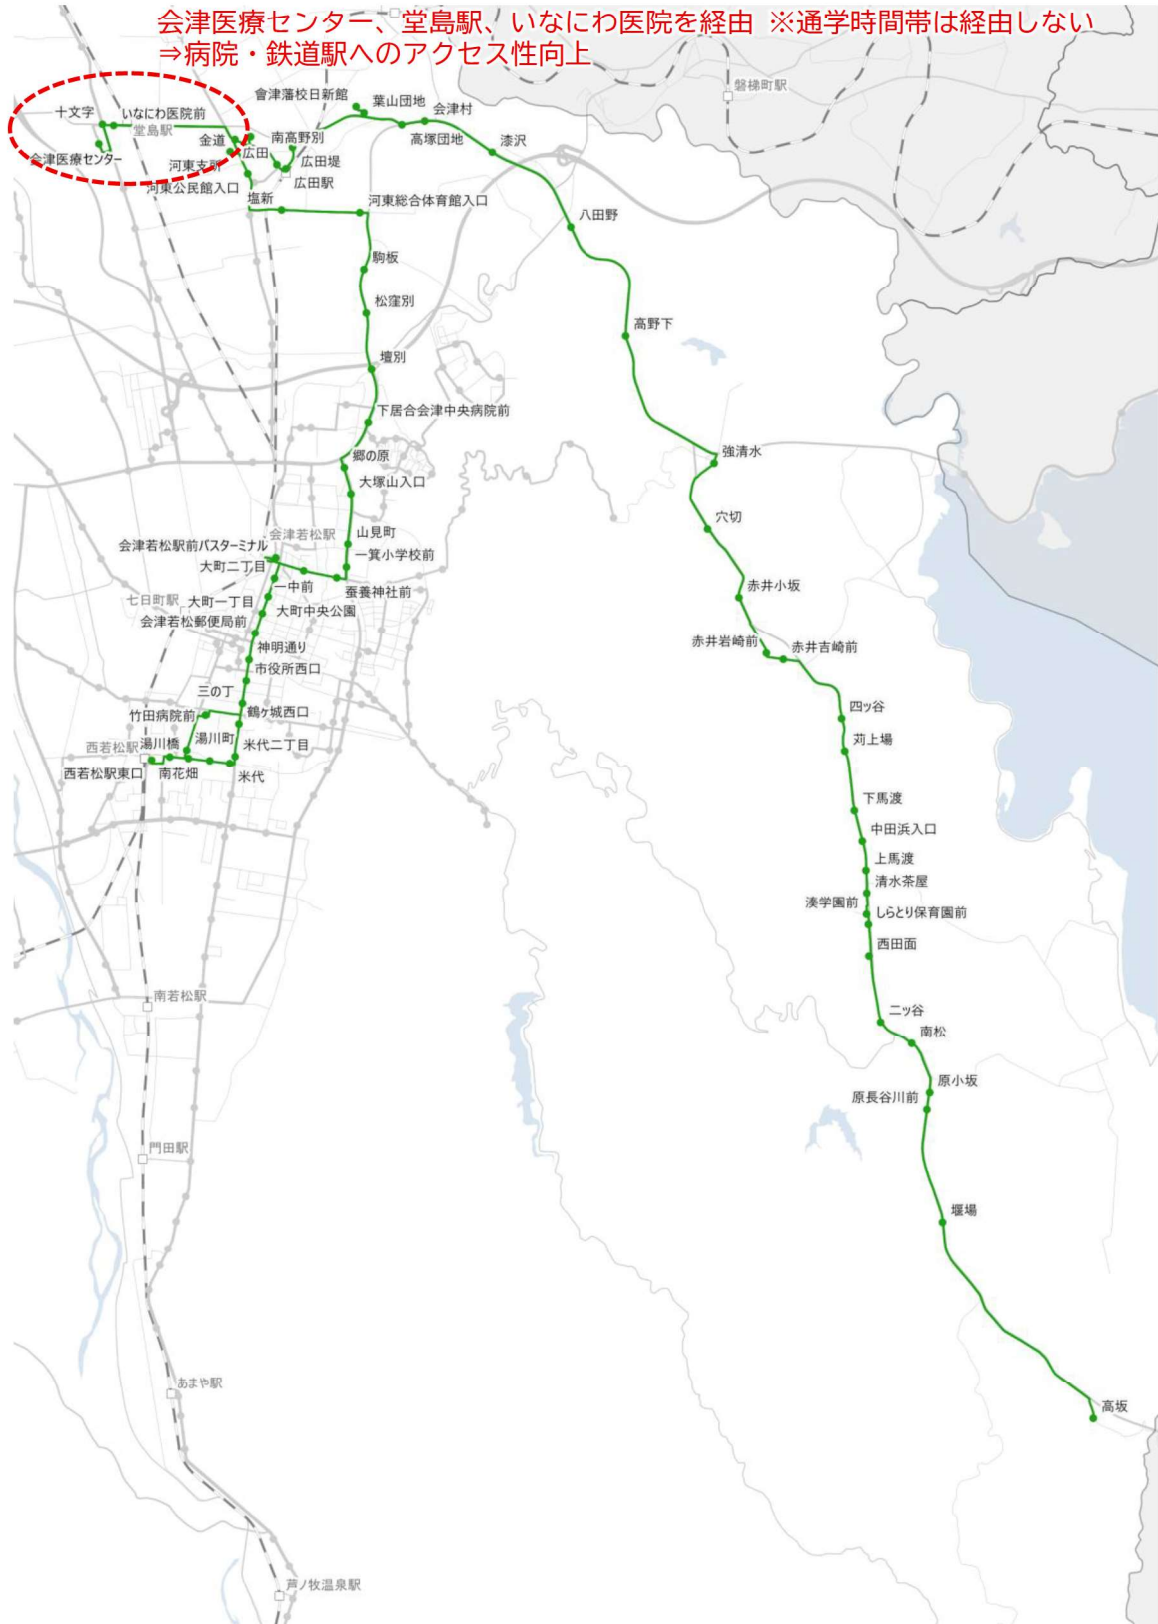 会津医療センター、堂島駅、いなにわ医院を経由 ※通学時間帯は経由しない
⇒病院・鉄道駅へのアクセス性向上
磐梯町駅
會津藩校日新館
葉山団地
十文字
いなにわ医院前
会津村
堂島駅
南高野別
高塚団地
漆沢
金道
広田
会津医療センター
河東支所
広田堤
広田駅
河東公民館入口
塩新
河東総合体育館入口
八田野
駒板
松窪別
高野下
壇別
下居合会津中央病院前
郷の原
強清水
大塚山入口
穴切
山見町
会津若松駅
会津若松駅前バスターミナル
一箕小学校前
大町二丁目
一中前
蚕養神社前
赤井小坂
七日町駅
大町一丁目
大町中央公園
会津若松郵便局前
赤井岩崎前
赤井吉崎前
神明通り
市役所西口
三の丁
四ッ谷
竹田病院前
鶴ヶ城西口
苅上場
西若松駅
湯川橋
湯川町
米代二丁目
西若松駅東口
南花畑
米代
下馬渡
中田浜入口
上馬渡
清水茶屋
湊学園前
しらとり保育園前
西田面
南若松駅
二ッ谷
南松
原小坂
原長谷川前
門田駅
堰場
あまや駅
高坂
芦ノ牧温泉駅